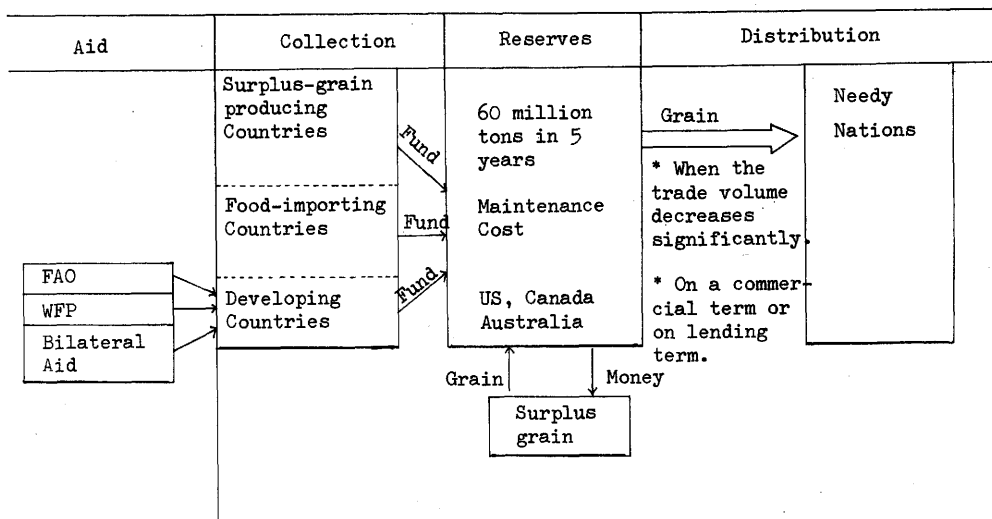 Aid
Collection
Reserves
Distribution
Surplus-grain
producing
Countries
Fund
Food-importing
Countries
Fund
Developing
Countries
Fund
FAO
WFP
Bilateral
Aid
60 million
tons in 5
years
Maintenance
Cost
US, Canada
Australia
Grain
Money
Surplus
grain
Grain
* When the
trade volume
decreases
significantly.
* On a commer-
cial term or
on lending
term.
Needy
Nations